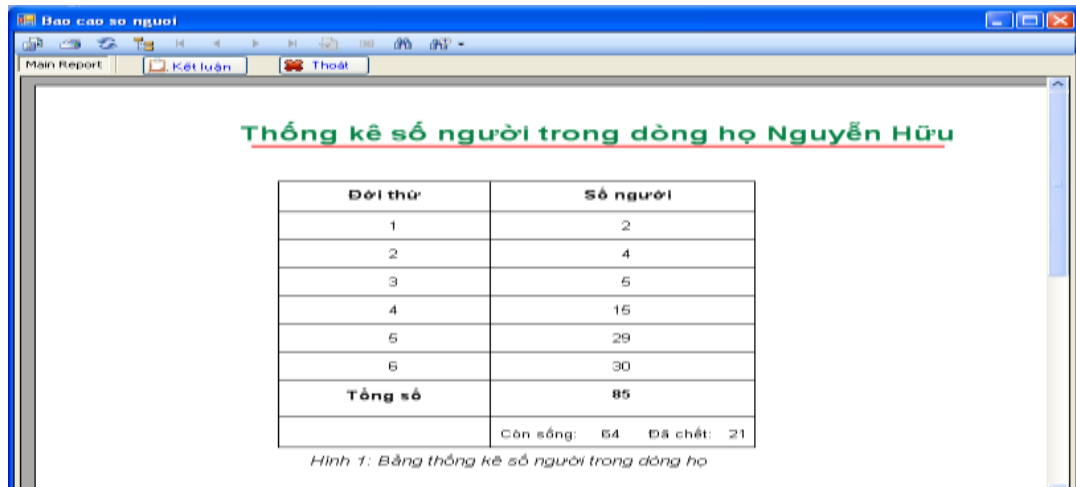 Bao cao so nguoi
Main Report Kết luận Thoát
Thống kê số người trong dòng họ Nguyễn Hữu
Đời thứ Số người
1 2
2 4
3 5
4 15
5 29
6 30
Tổng số 85
Còn sống: 64 Đã chết: 21
Hình 1: Bảng thống kê số người trong dòng họ